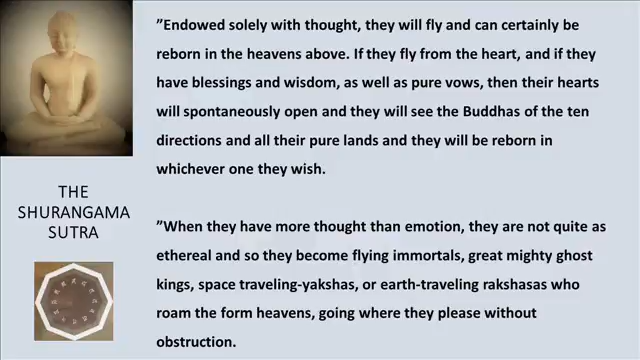 ”Endowed solely with thought, they will fly and can certainly be
reborn in the heavens above. If they fly from the heart, and if they
have blessings and wisdom, as well as pure vows, then their hearts
will spontaneously open and they will see the Buddhas of the ten
directions and all their pure lands and they will be reborn in
whichever one they wish.
”When they have more thought than emotion, they are not quite as
ethereal and so they become flying immortals, great mighty ghost
kings, space traveling-yakshas, or earth-traveling rakshasas who
roam the form heavens, going where they please without
obstruction.
THE
SHURANGAMA
SUTRA